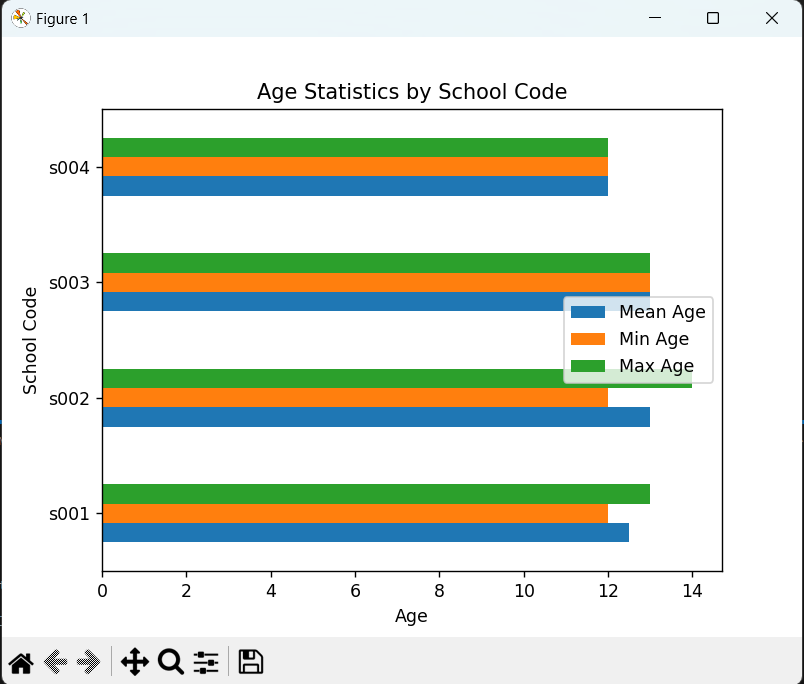 Figure 1
Age Statistics by School Code
s004
s003
s002
s001
School Code
Mean Age
Min Age
Max Age
0 2 4 6 8 10 12 14
Age